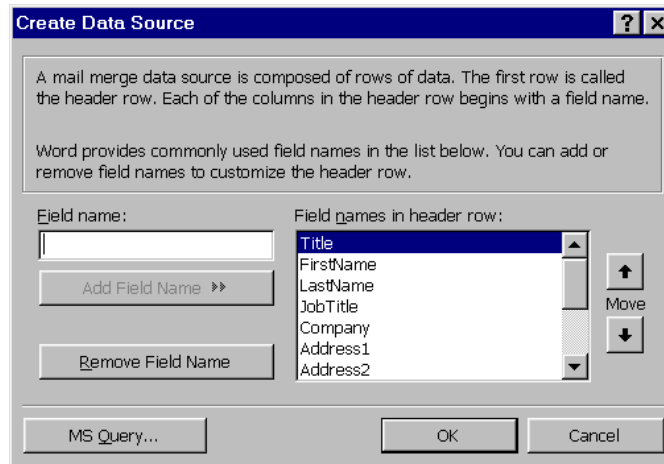 Create Data Source
A mail merge data source is composed of rows of data. The first row is called
the header row. Each of the columns in the header row begins with a field name.
Word provides commonly used field names in the list below. You can add or
remove field names to customize the header row.
Field name:
Add Field Name
Remove Field Name
Field names in header row:
Title
FirstName
LastName
JobTitle
Company
Address1
Address2
Move
MS Query...
OK
Cancel